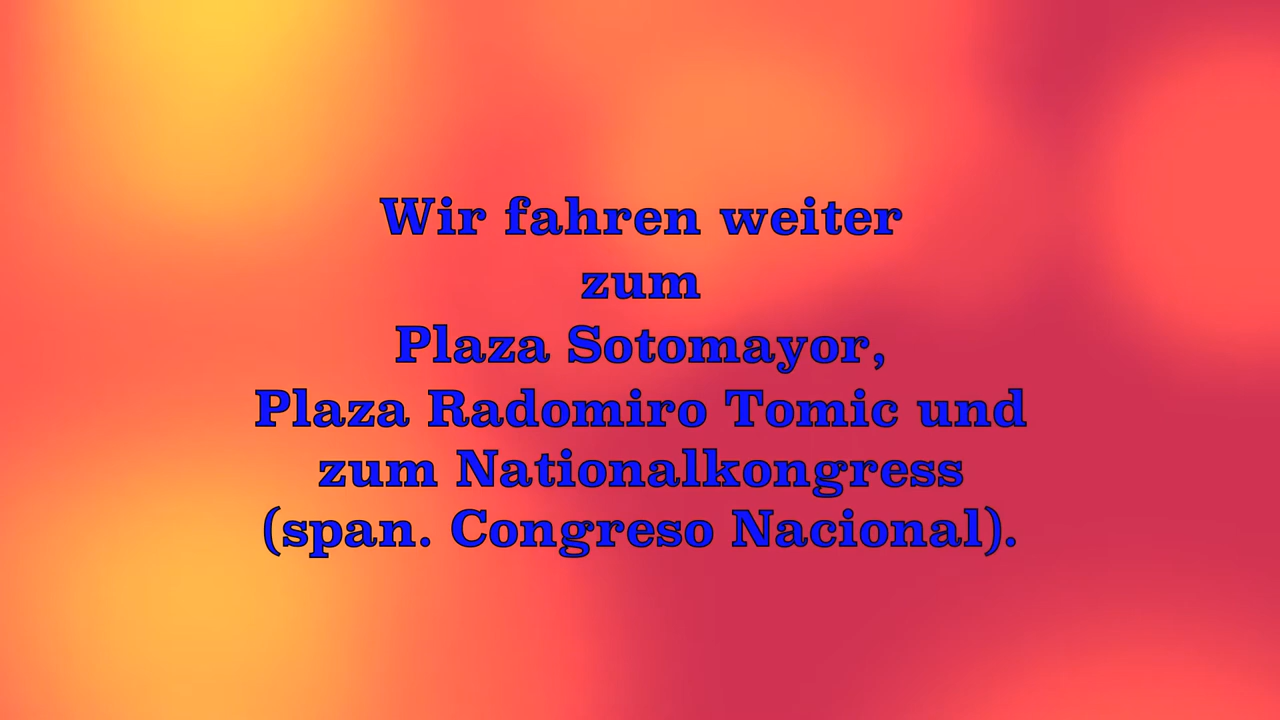 Wir fahren weiter
zum
Plaza Sotomayor,
Plaza Radomiro Tomic und
zum Nationalkongress
(span. Congreso Nacional).